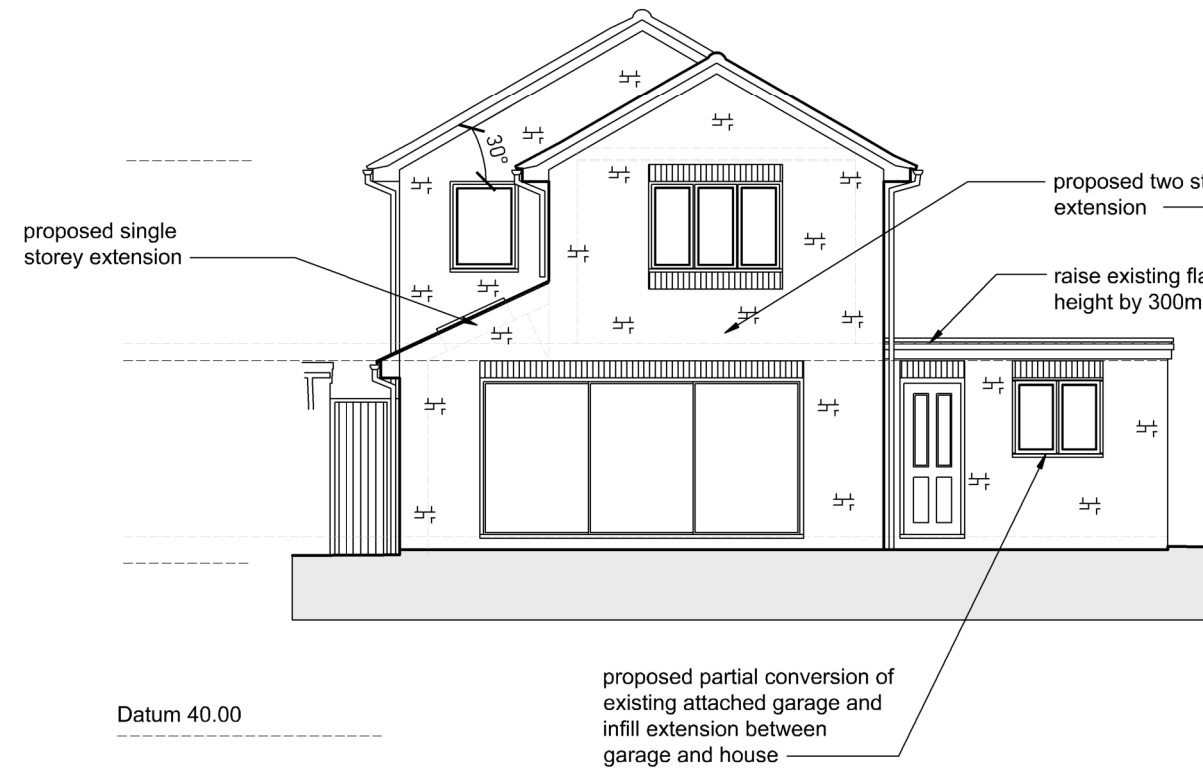 30°
proposed single
storey extension
proposed two st
extension
raise existing fla
height by 300m
proposed partial conversion of
existing attached garage and
infill extension between
garage and house
Datum 40.00